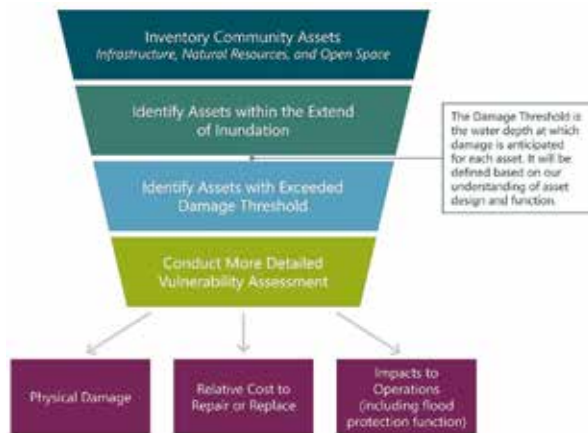 Inventory Community Assets
Infrastructure, Natural Resources, and Open Space
Identify Assets within the Extend
of Inundation
The Damage Threshold is
the water depth at which
damage is anticipated
for each asset. It will be
defined based on our
understanding of asset
design and function.
Identify Assets with Exceeded
Damage Threshold
Conduct More Detailed
Vulnerability Assessment
Physical Damage
Relative Cost to
Repair or Replace
Impacts to
Operations
(including flood
protection function)